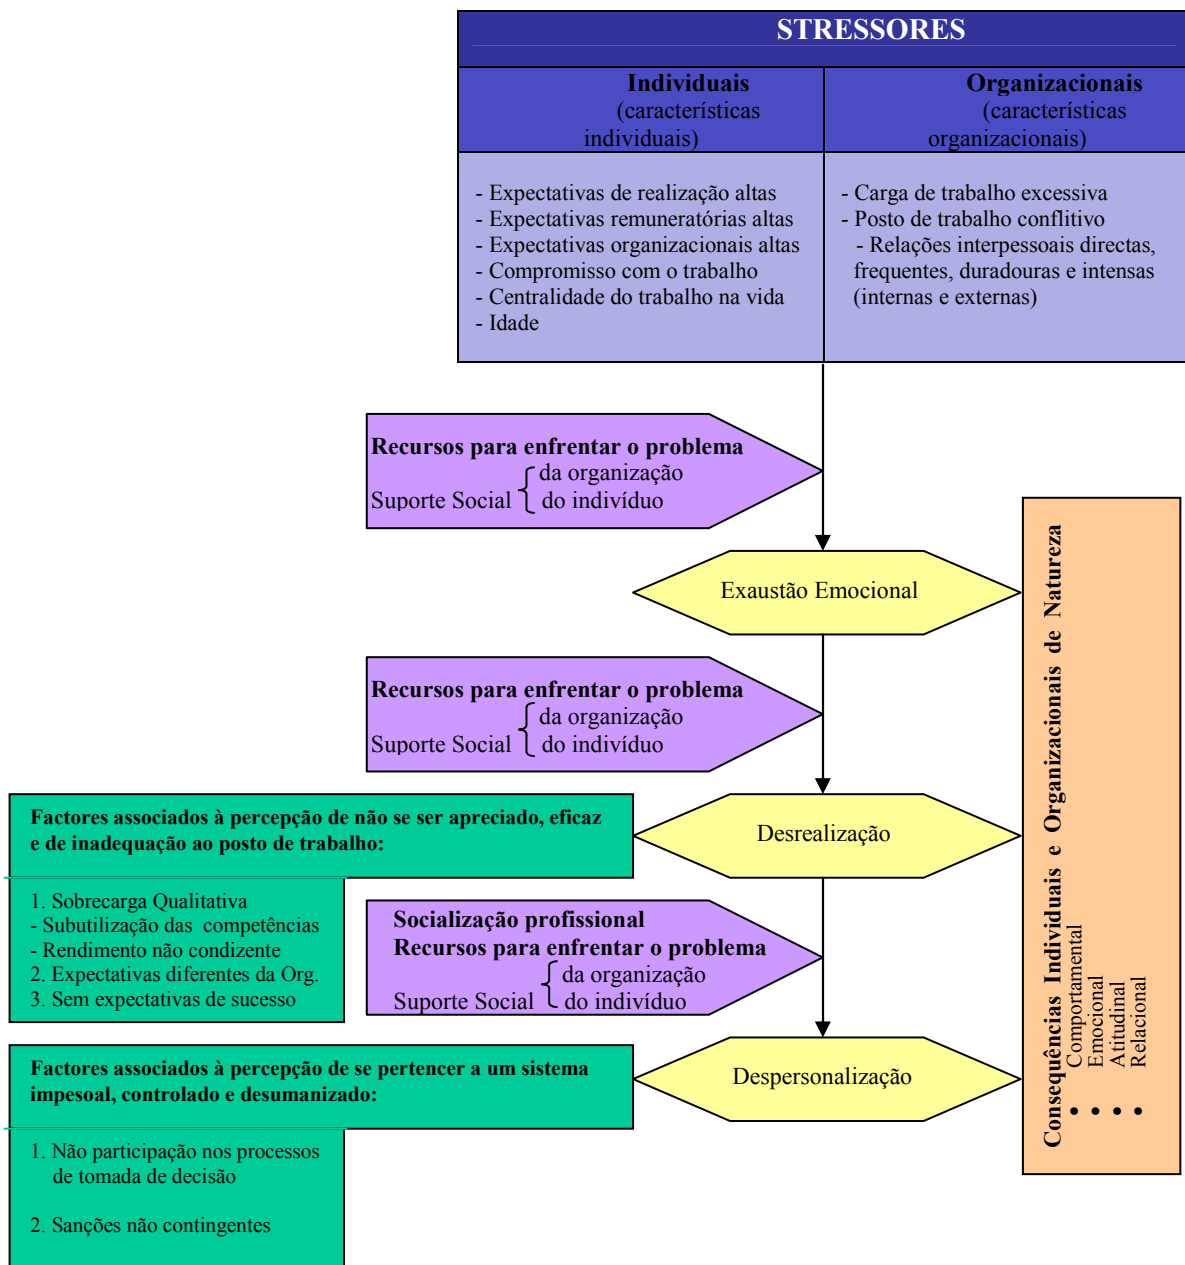 STRESSORES
Individuais
(características
individuais)
Organizacionais
(características
organizacionais)
- Expectativas de realização altas
- Expectativas remuneratórias altas
- Expectativas organizacionais altas
- Compromisso com o trabalho
- Centralidade do trabalho na vida
- Idade
- Carga de trabalho excessiva
- Posto de trabalho conflitivo
- Relações interpessoais directas,
frequentes, duradouras e intensas
(internas e externas)
Recursos para enfrentar o problema
da organização
Suporte Social
do indivíduo
Exaustão Emocional
Recursos para enfrentar o problema
da organização
Suporte Social
do indivíduo
Factores associados à percepção de não se ser apreciado, eficaz
e de inadequação ao posto de trabalho:
Desrealização
1. Sobrecarga Qualitativa
- Subutilização das competências
- Rendimento não condizente
2. Expectativas diferentes da Org.
3. Sem expectativas de sucesso
Socialização profissional
Recursos para enfrentar o problema
da organização
Suporte Social
do indivíduo
Factores associados à percepção de se pertencer a um sistema
impesoal, controlado e desumanizado:
Despersonalização
1. Não participação nos processos
de tomada de decisão
2. Sanções não contingentes
Consequências Individuais e Organizacionais de Natureza
• Comportamental
• Emocional
• Atitudinal
• Relacional